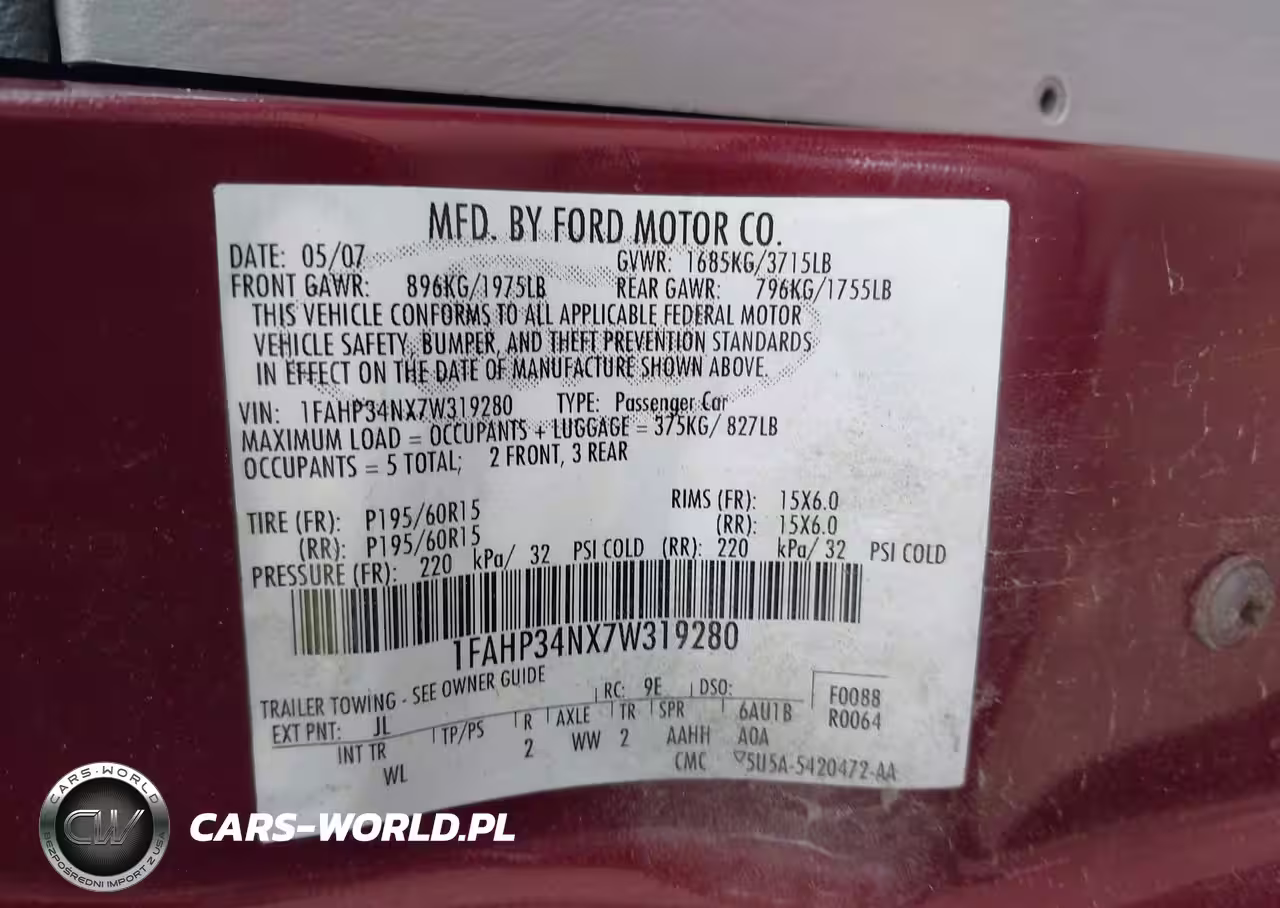 MFD. BY FORD MOTOR CO.
DATE: 05/07 GVWR: 1685KG/3715LB
FRONT GAWR: 896KG/1975LB REAR GAWR: 796KG/1755LB
THIS VEHICLE CONFORMS TO ALL APPLICABLE FEDERAL MOTOR
VEHICLE SAFETY, BUMPER, AND THEFT PREVENTION STANDARDS
IN EFFECT ON THE DATE OF MANUFACTURE SHOWN ABOVE.
VIN: 1FAHP34NX7W319280 TYPE: Passenger Car
MAXIMUM LOAD = OCCUPANTS + LUGGAGE = 375KG/ 827LB
OCCUPANTS = 5 TOTAL; 2 FRONT, 3 REAR
TIRE (FR): P195/60R15 RIMS (FR): 15X6.0
(RR): P195/60R15 (RR): 15X6.0
PRESSURE (FR): 220 kPa/ 32 PSI COLD (RR): 220 kPa/ 32 PSI COLD
1FAHP34NX7W319280
TRAILER TOWING - SEE OWNER GUIDE
EXT PNT: JL RC: 9E DSO: F0088
INT TR TP/PS R AXLE TR SPR 6AU1B R0064
WL 2 WW 2 AAHH A0A
CMC ▽5U5A-5420472-AA
CARS-WORLD
CW
BEZPOŚREDNI IMPORT Z USA
CARS-WORLD.PL